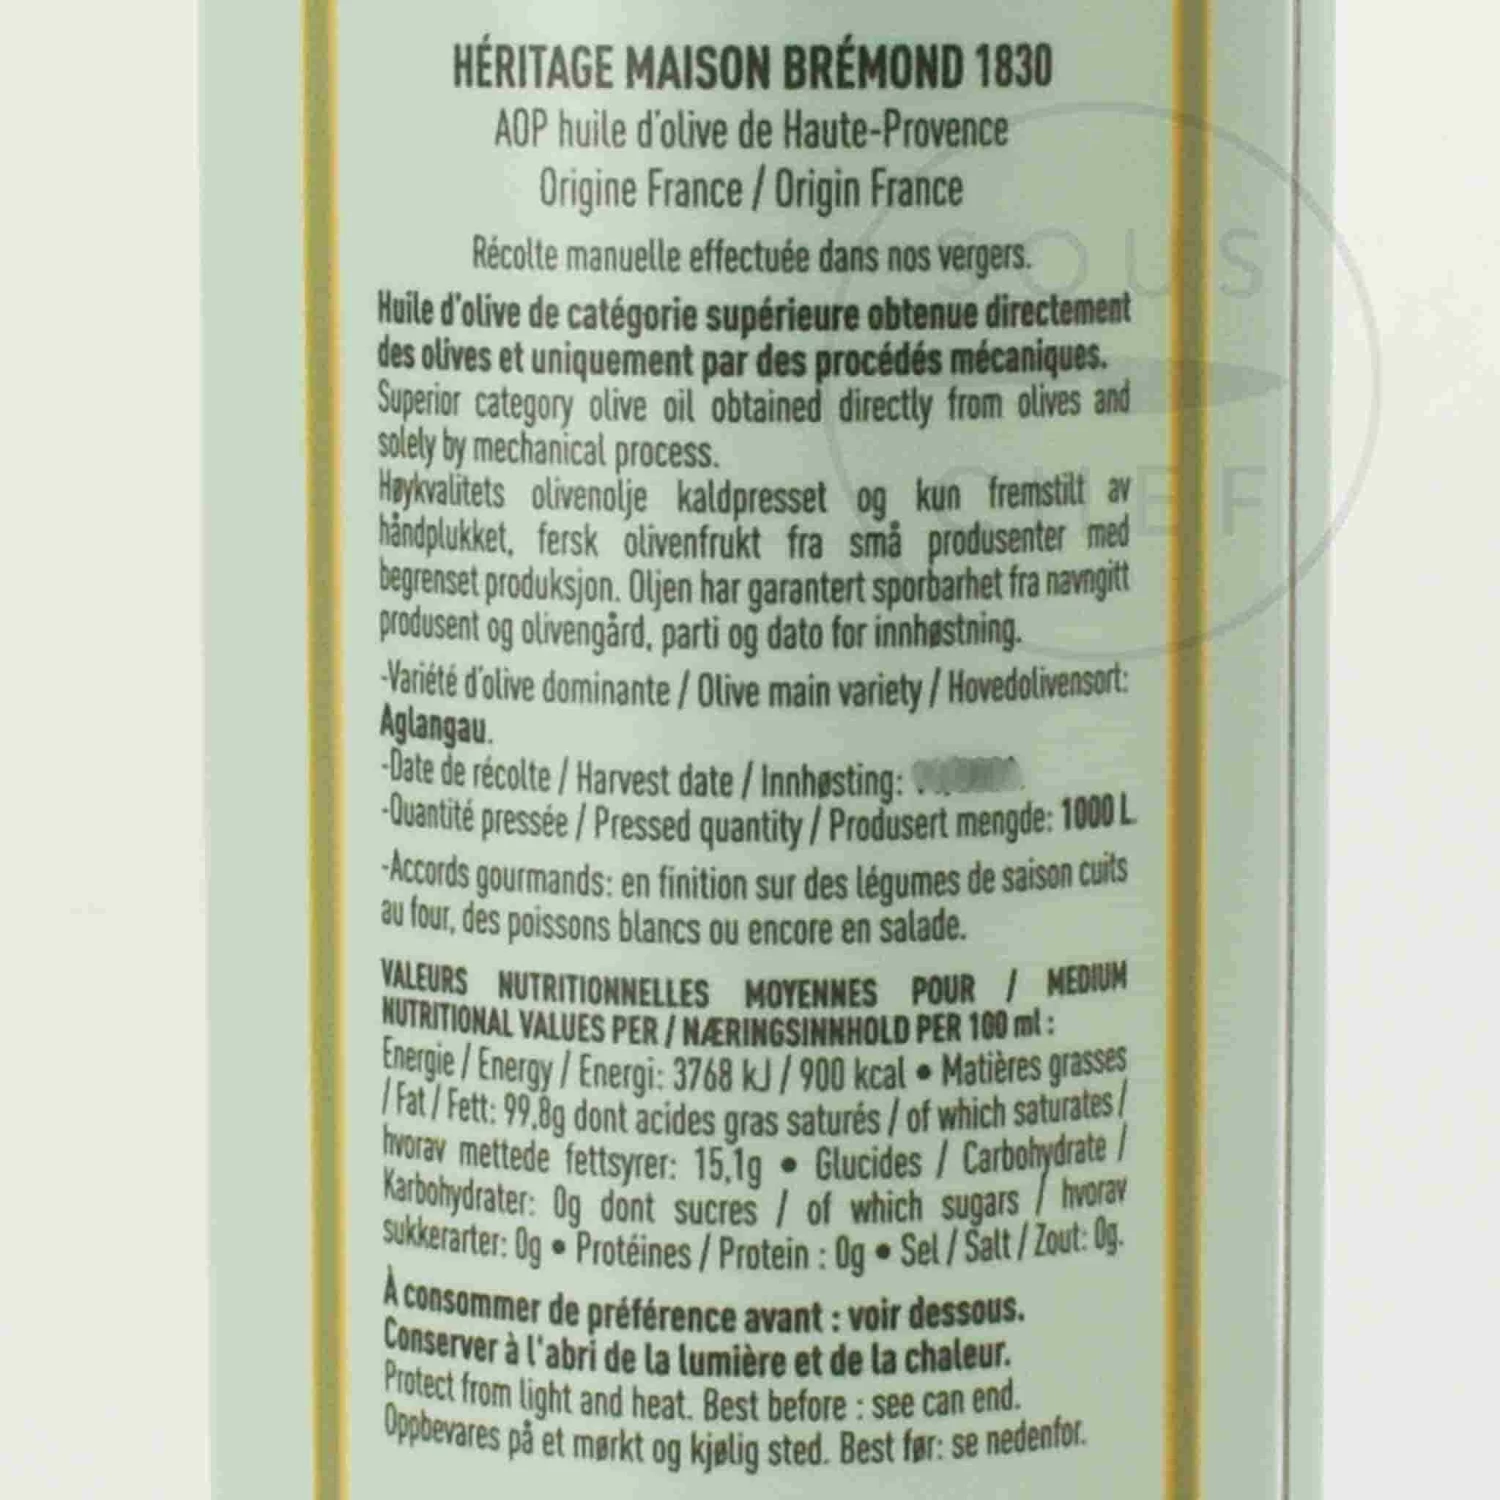 HÉRITAGE MAISON BRÉMOND 1830
AOP huile d'olive de Haute-Provence
Origine France / Origin France
Récolte manuelle effectuée dans nos vergers.
Huile d'olive de catégorie supérieure obtenue directement
des olives et uniquement par des procédés mécaniques.
Superior category olive oil obtained directly from olives and
solely by mechanical process.
Høykvalitets olivenolje kaldpresset og kun fremstilt av
håndplukket, fersk olivenfrukt fra små produsenter med
begrenset produksjon. Oljen har garantert sporbarhet fra navngitt
produsent og olivengård, parti og dato for innhøstning.
-Variété d'olive dominante / Olive main variety / Hovedolivensort:
Aglangau.
-Date de récolte / Harvest date / Innhøsting:
-Quantité pressée / Pressed quantity / Produsert mengde: 1000 L
-Accords gourmands: en finition sur des légumes de saison cuits
au four, des poissons blancs ou encore en salade.
VALEURS NUTRITIONNELLES MOYENNES POUR / MEDIUM
NUTRITIONAL VALUES PER / NÆRINGSINNHOLD PER 100 ml :
Energie / Energy / Energi: 3768 kJ / 900 kcal • Matières grasses
/ Fat / Fett: 99,8g dont acides gras saturés / of which saturates /
hvorav mettede fettsyrer: 15,1g • Glucides / Carbohydrate /
Karbohydrater: 0g dont sucres / of which sugars / hvorav
sukkerarter: 0g • Protéines / Protein : 0g • Sel / Salt / Zout: 0g.
À consommer de préférence avant : voir dessous.
Conserver à l'abri de la lumière et de la chaleur.
Protect from light and heat. Best before : see can end.
Oppbevares på et mørkt og kjølig sted. Best før: se nedenfor.
SOUS
CHEF